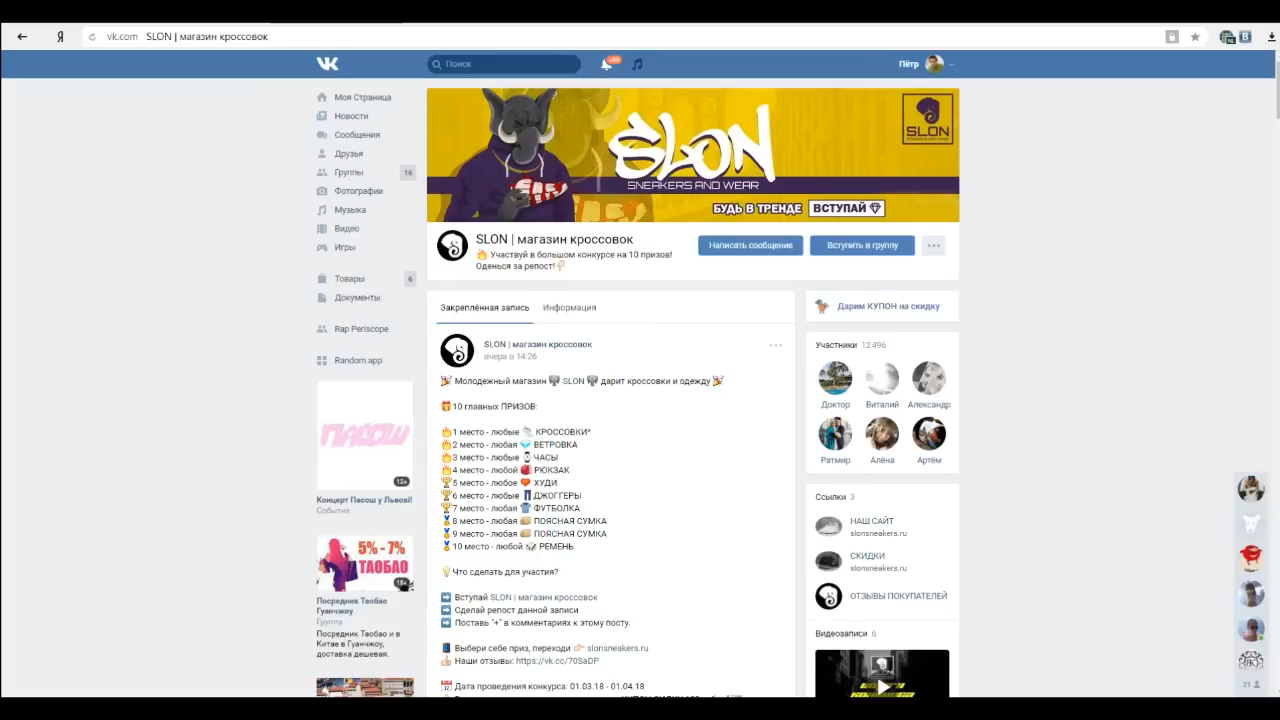 vk.com SLON | магазин кроссовок
Поиск
Пётр
Моя Страница
Новости
Сообщения
Друзья
Группы 16
Фотографии
Музыка
Видео
Игры
Товары 6
Документы
Rap Periscope
Random.app
ПАСОШ
12+
Концерт Пасош у Львові!
Событие
5% - 7%
ТАОБАО
18+
Посредник Таобао
Гуанчжоу
Группа
Посредник Таобао и в
Китае в Гуанчжоу,
доставка дешевая.
SLON
SNEAKERS AND WEAR
БУДЬ В ТРЕНДЕ ВСТУПАЙ
SLON
SLON | магазин кроссовок
Участвуй в большом конкурсе на 10 призов!
Оденься за репост!
Написать сообщение
Вступить в группу
Закреплённая запись Информация
SLON | магазин кроссовок
вчера в 14:26
Молодежный магазин SLON дарит кроссовки и одежду
10 главных ПРИЗОВ:
1 место - любые КРОССОВКИ*
2 место - любая ВЕТРОВКА
3 место - любые ЧАСЫ
4 место - любой РЮКЗАК
5 место - любое ХУДИ
6 место - любые ДЖОГГЕРЫ
7 место - любая ФУТБОЛКА
8 место - любая ПОЯСНАЯ СУМКА
9 место - любая ПОЯСНАЯ СУМКА
10 место - любой РЕМЕНЬ
Что сделать для участия?
Вступай SLON | магазин кроссовок
Сделай репост данной записи
Поставь "+" в комментариях к этому посту.
Выбери себе приз, переходи slonsneakers.ru
Наши отзывы: https://vk.cc/70SaDP
Дата проведения конкурса: 01.03.18 - 01.04.18
Дарим КУПОН на скидку
Участники 12 496
Доктор Виталий Александр
Ратмир Алёна Артём
Ссылки 3
НАШ САЙТ
slonsneakers.ru
СКИДКИ
slonsneakers.ru
ОТЗЫВЫ ПОКУПАТЕЛЕЙ
Видеозаписи 6
21